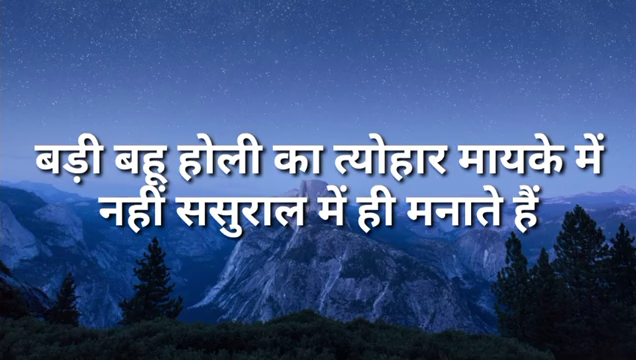 बड़ी बहू होली का त्योहार मायके में
नहीं ससुराल में ही मनाते हैं